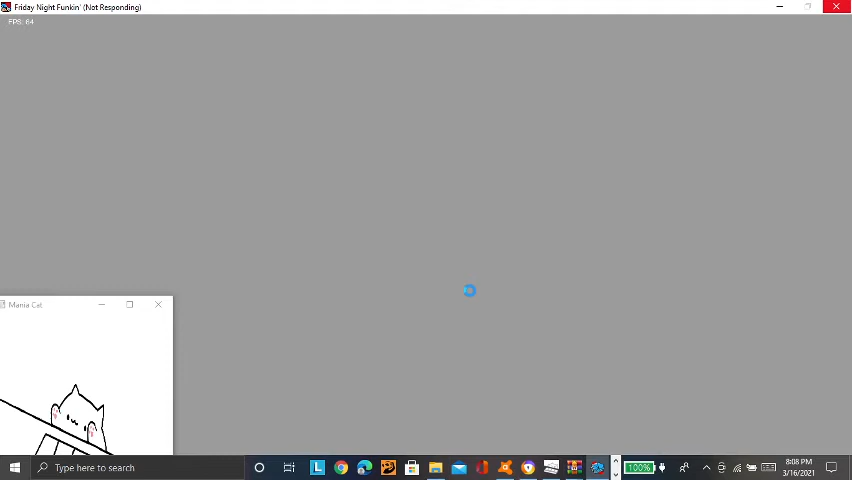 Friday Night Funkin' (Not Responding)
FPS: 64
Mania Cat
Type here to search
L
100%
8:08 PM
3/16/2021